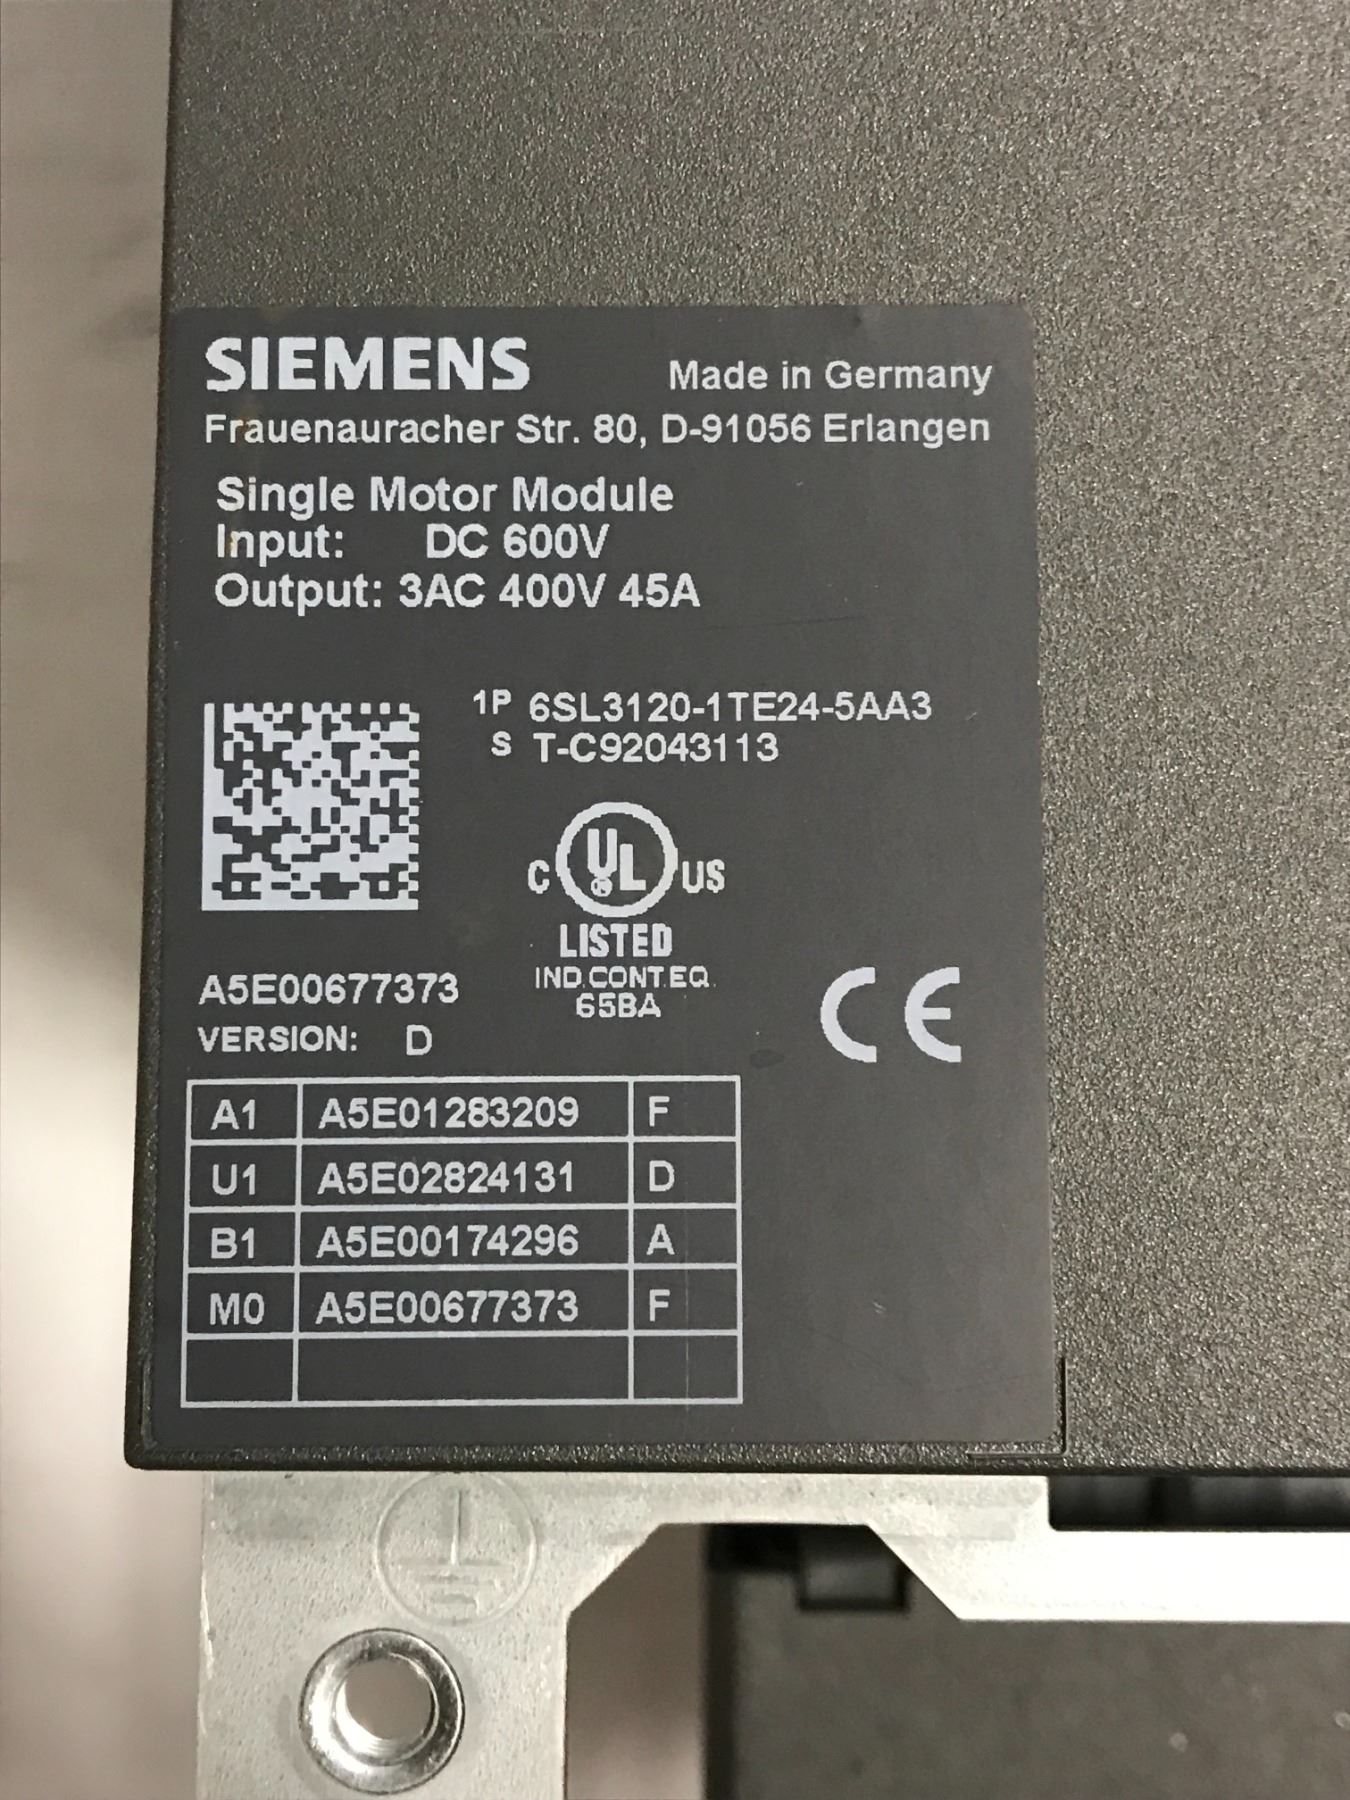 SIEMENS Made in Germany
Frauenauracher Str. 80, D-91056 Erlangen
Single Motor Module
Input: DC 600V
Output: 3AC 400V 45A
1P 6SL3120-1TE24-5AA3
S T-C92043113
C UL US
LISTED
IND.CONT.EQ.
65BA
A5E00677373
VERSION: D
CE
A1 A5E01283209 F
U1 A5E02824131 D
B1 A5E00174296 A
M0 A5E00677373 F